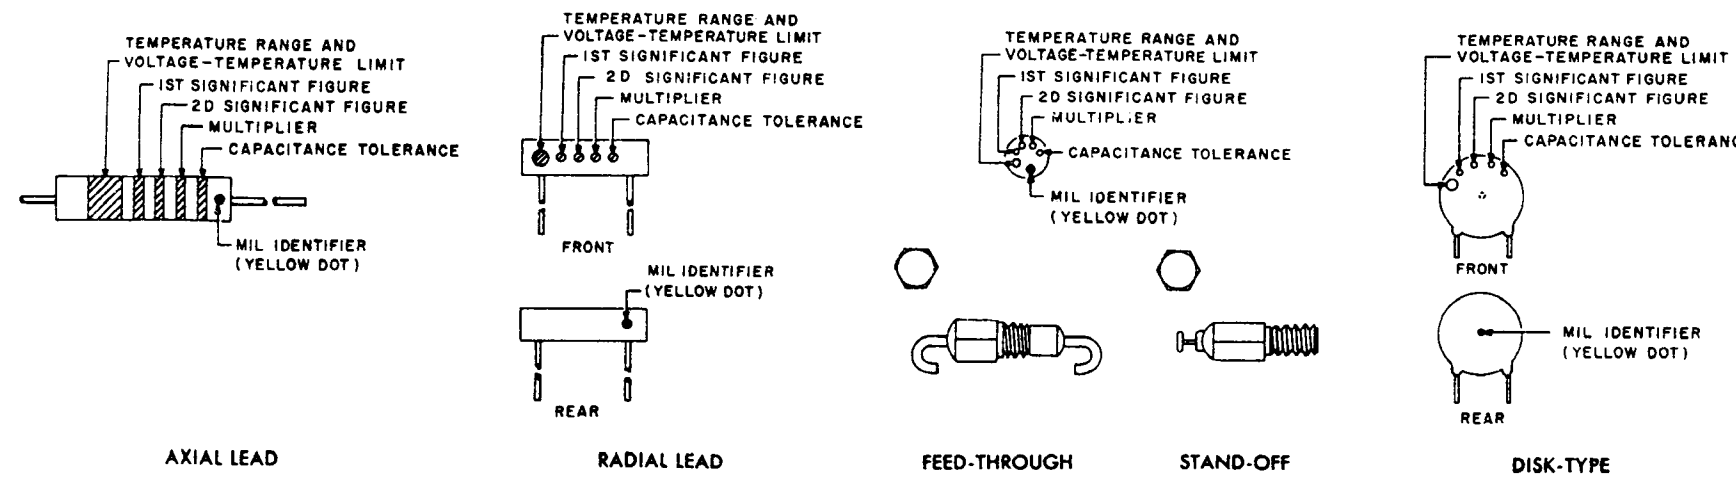 TEMPERATURE RANGE AND
VOLTAGE-TEMPERATURE LIMIT
1ST SIGNIFICANT FIGURE
2D SIGNIFICANT FIGURE
MULTIPLIER
CAPACITANCE TOLERANCE
MIL IDENTIFIER
(YELLOW DOT)
AXIAL LEAD
TEMPERATURE RANGE AND
VOLTAGE-TEMPERATURE LIMIT
1ST SIGNIFICANT FIGURE
2D SIGNIFICANT FIGURE
MULTIPLIER
CAPACITANCE TOLERANCE
FRONT
MIL IDENTIFIER
(YELLOW DOT)
REAR
RADIAL LEAD
TEMPERATURE RANGE AND
VOLTAGE-TEMPERATURE LIMIT
1ST SIGNIFICANT FIGURE
2D SIGNIFICANT FIGURE
MULTIPLIER
CAPACITANCE TOLERANCE
MIL IDENTIFIER
(YELLOW DOT)
FEED-THROUGH
STAND-OFF
TEMPERATURE RANGE AND
VOLTAGE-TEMPERATURE LIMIT
1ST SIGNIFICANT FIGURE
2D SIGNIFICANT FIGURE
MULTIPLIER
CAPACITANCE TOLERANC
FRONT
MIL IDENTIFIER
(YELLOW DOT)
REAR
DISK-TYPE